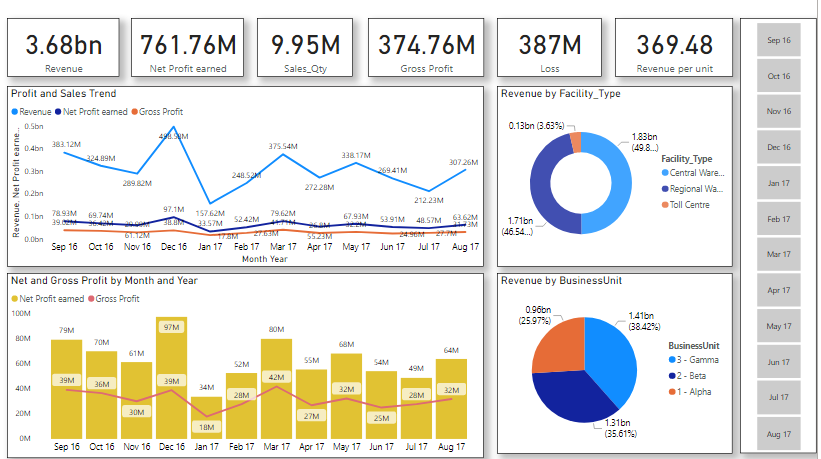 3.68bn
Revenue
761.76M
Net Profit earned
9.95M
Sales_Qty
374.76M
Gross Profit
387M
Loss
369.48
Revenue per unit
Profit and Sales Trend
Revenue Net Profit earned Gross Profit
Revenue, Net Profit earne...
0.5bn
0.4bn
0.3bn
0.2bn
0.1bn
0.0bn
383.12M
324.89M
289.82M
498.98M
157.62M
248.52M
375.54M
272.28M
338.17M
269.41M
212.23M
307.26M
78.93M
69.74M
61.12M
97.1M
33.57M
52.42M
79.62M
55.23M
67.93M
53.91M
48.57M
63.62M
38.8M
17.8M
27.63M
24.96M
27.7M
Sep 16 Oct 16 Nov 16 Dec 16 Jan 17 Feb 17 Mar 17 Apr 17 May 17 Jun 17 Jul 17 Aug 17
Month Year
Revenue by Facility_Type
0.13bn (3.63%)
1.83bn
(49.8...)
1.71bn
(46.54...)
Facility_Type
Central Ware...
Regional Wa...
Toll Centre
Net and Gross Profit by Month and Year
Net Profit earned Gross Profit
100M
80M
60M
40M
20M
0M
79M
70M
61M
97M
34M
52M
80M
55M
68M
54M
49M
64M
39M
36M
30M
39M
18M
28M
42M
27M
32M
25M
28M
32M
Sep 16 Oct 16 Nov 16 Dec 16 Jan 17 Feb 17 Mar 17 Apr 17 May 17 Jun 17 Jul 17 Aug 17
Revenue by BusinessUnit
0.96bn
(25.97%)
1.41bn
(38.42%)
1.31bn
(35.61%)
BusinessUnit
3 - Gamma
2 - Beta
1 - Alpha
Sep 16
Oct 16
Nov 16
Dec 16
Jan 17
Feb 17
Mar 17
Apr 17
May 17
Jun 17
Jul 17
Aug 17